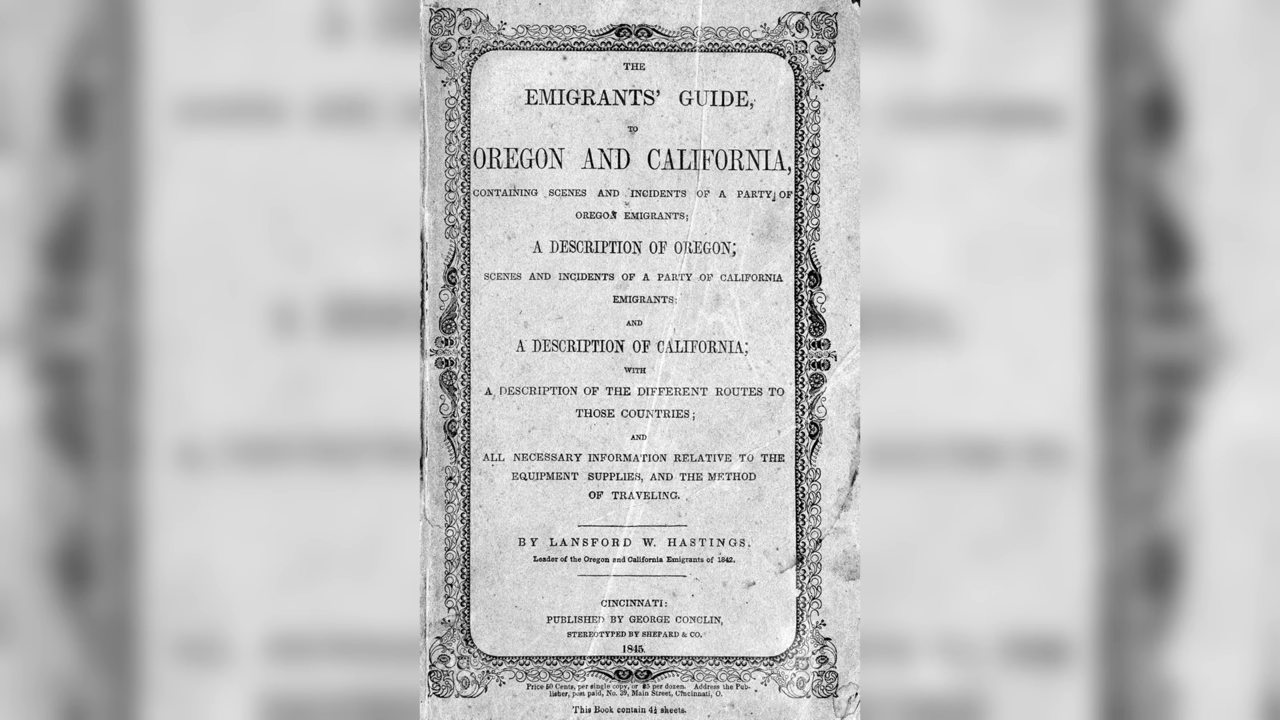 THE
EMIGRANTS' GUIDE,
TO
OREGON AND CALIFORNIA,
CONTAINING SCENES AND INCIDENTS OF A PARTY OF
OREGON EMIGRANTS;
A DESCRIPTION OF OREGON;
SCENES AND INCIDENTS OF A PARTY OF CALIFORNIA
EMIGRANTS:
AND
A DESCRIPTION OF CALIFORNIA;
WITH
A DESCRIPTION OF THE DIFFERENT ROUTES TO
THOSE COUNTRIES;
AND
ALL NECESSARY INFORMATION RELATIVE TO THE
EQUIPMENT SUPPLIES, AND THE METHOD
OF TRAVELING.
BY LANSFORD W. HASTINGS.
Leader of the Oregon and California Emigrants of 1842.
CINCINNATI:
PUBLISHED BY GEORGE CONCLIN,
STEREOTYPED BY SHEPARD & CO.
1845.
Price 50 Cents, per single copy, or $5 per dozen. Address the Pub-
lisher, post paid, No. 39, Main Street, Cincinnati, O.
This Book contain 4½ sheets.